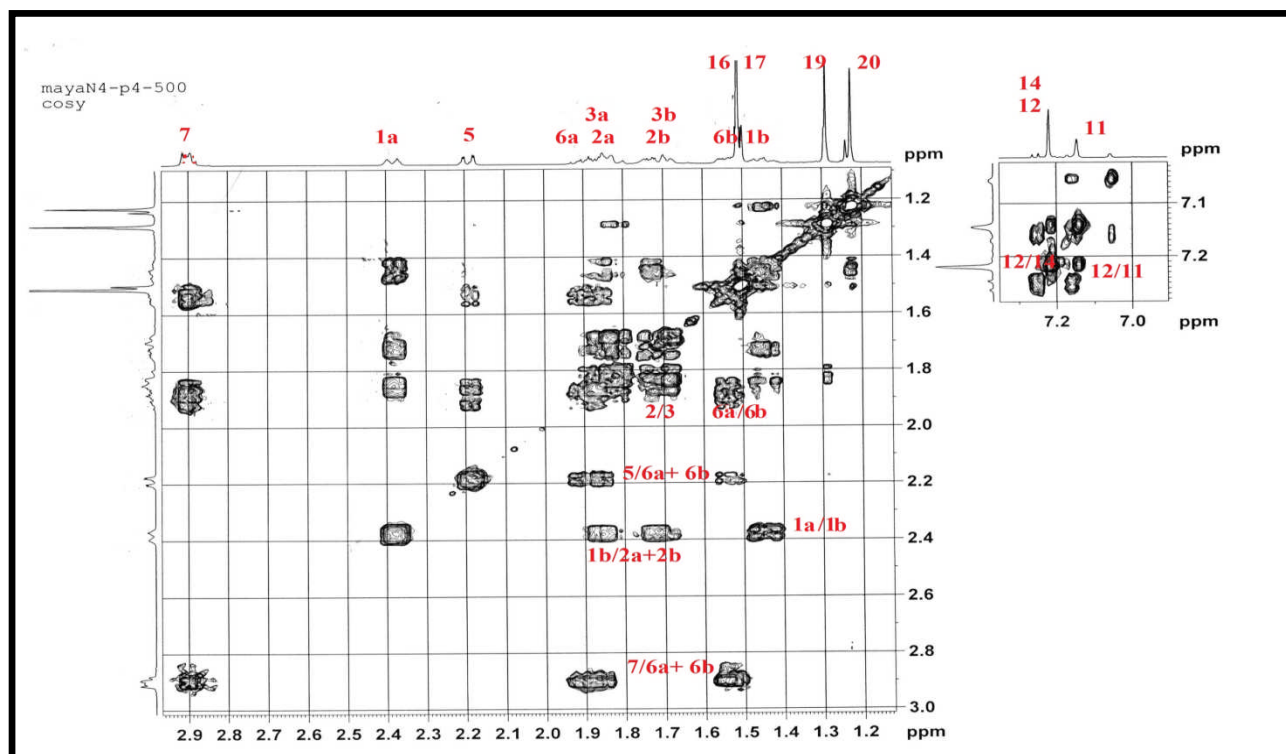 mayaN4-p4-500
cosy
16 17 19 20
14
12
3a 3b
7 1a 5 6a 2a 2b 6b 1b 11
ppm
ppm
1.2
1.4
1.6
1.8
2.0
2.2
2.4
2.6
2.8
3.0
7.1
7.2
12/14 12/11
7.2 7.0 ppm
2/3 6a/6b
5/6a+ 6b
1a/1b
1b/2a+2b
7/6a+ 6b
2.9 2.8 2.7 2.6 2.5 2.4 2.3 2.2 2.1 2.0 1.9 1.8 1.7 1.6 1.5 1.4 1.3 1.2 ppm